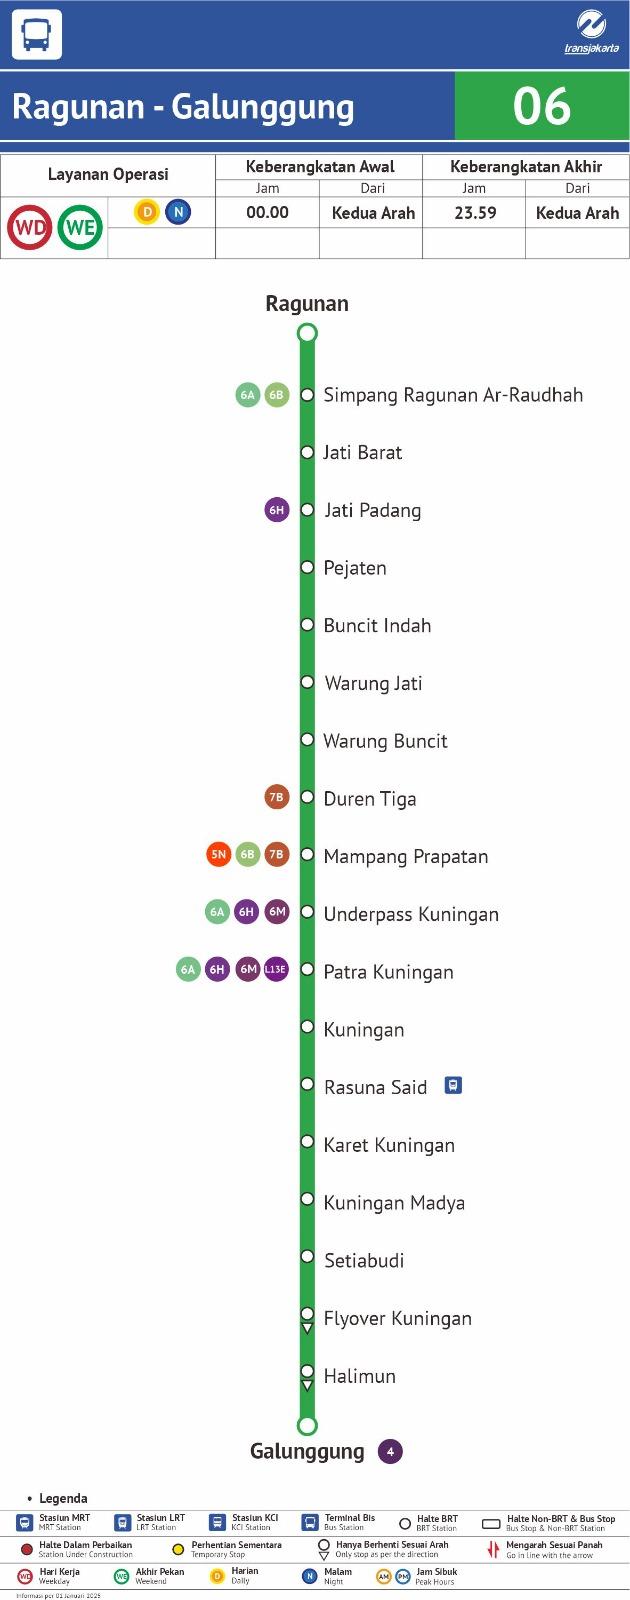 transjakarta
Ragunan - Galunggung
06
Layanan Operasi
Keberangkatan Awal
Keberangkatan Akhir
Jam
Dari
Jam
Dari
WD
WE
D
N
00.00
Kedua Arah
23.59
Kedua Arah
Ragunan
6A 6B Simpang Ragunan Ar-Raudhah
Jati Barat
6H Jati Padang
Pejaten
Buncit Indah
Warung Jati
Warung Buncit
7B Duren Tiga
5N 6B 7B Mampang Prapatan
6A 6H 6M Underpass Kuningan
6A 6H 6M L13E Patra Kuningan
Kuningan
Rasuna Said
Karet Kuningan
Kuningan Madya
Setiabudi
Flyover Kuningan
Halimun
Galunggung 4
• Legenda
Stasiun MRT
MRT Station
Stasiun LRT
LRT Station
Stasiun KCI
KCI Station
Terminal Bis
Bus Station
Halte BRT
BRT Station
Halte Non-BRT & Bus Stop
Bus Stop & Non-BRT Station
Halte Dalam Perbaikan
Station Under Construction
Perhentian Sementara
Temporary Stop
Hanya Berhenti Sesuai Arah
Only stop as per the direction
Mengarah Sesuai Panah
Go in line with the arrow
WD
Hari Kerja
Weekday
WE
Akhir Pekan
Weekend
D
Harian
Daily
N
Malam
Night
AM PM
Jam Sibuk
Peak Hours
Informasi per 01 Januari 2025